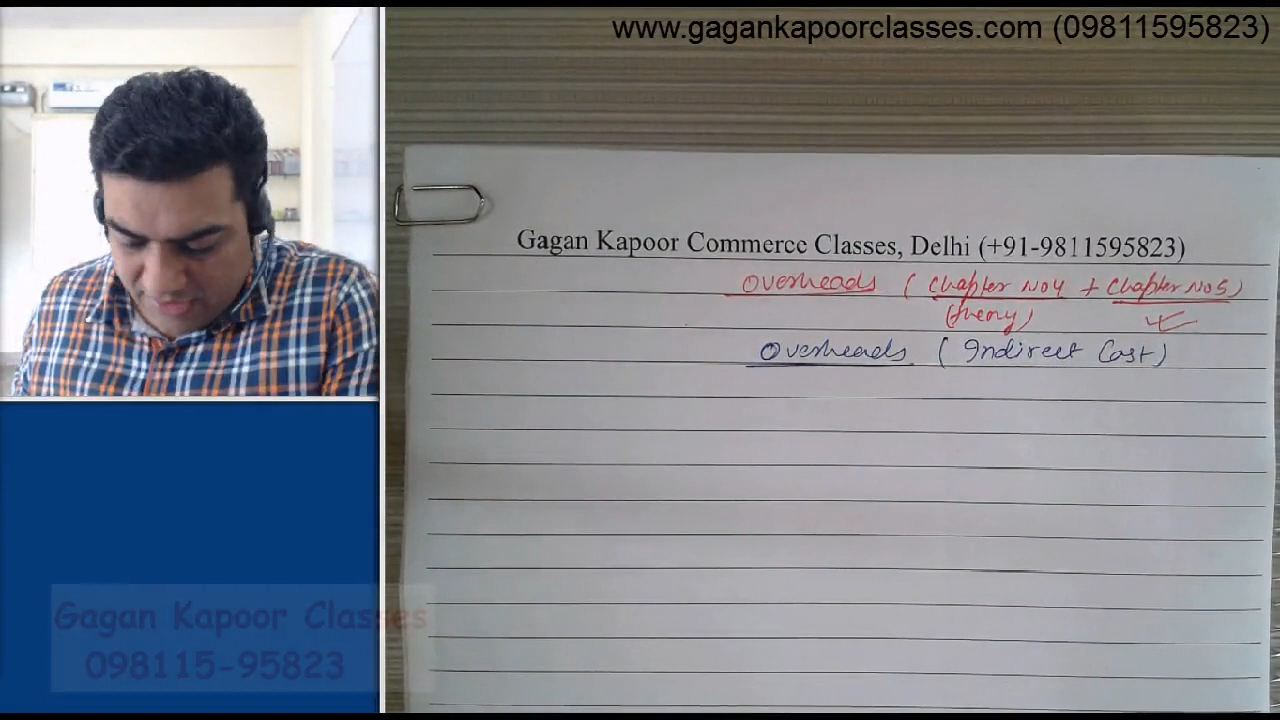 www.gagankapoorclasses.com (09811595823)
Gagan Kapoor Commerce Classes, Delhi (+91-9811595823)
Overheads ( Chapter No 4 + Chapter No 5 )
(theory)
Overheads ( Indirect Cost )
Gagan Kapoor Classes
098115-95823